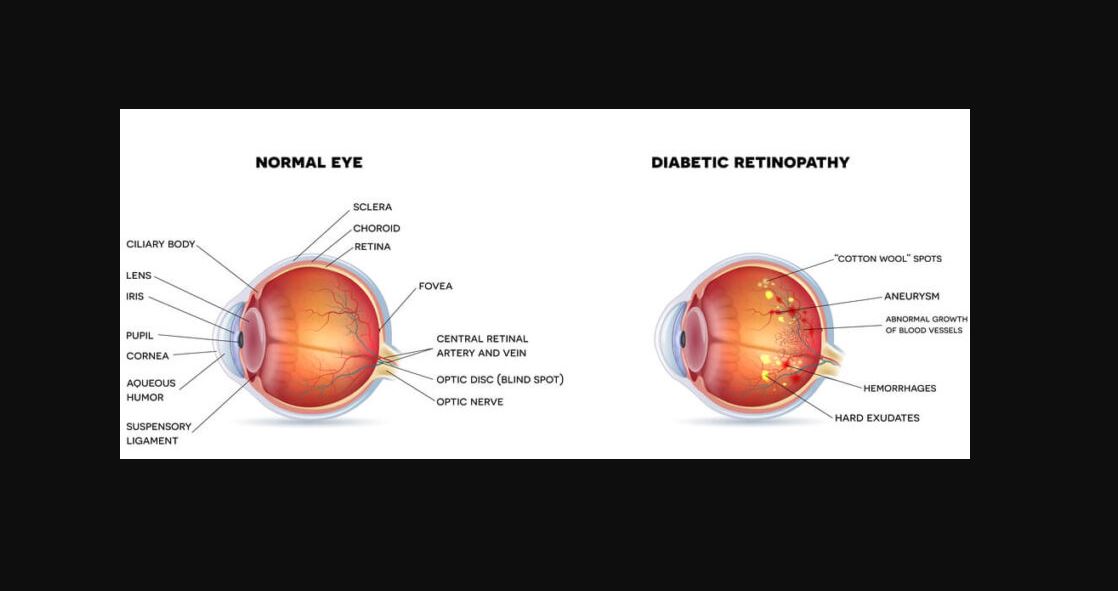 NORMAL EYE
SCLERA
CHOROID
RETINA
CILIARY BODY
LENS
IRIS
FOVEA
PUPIL
CORNEA
CENTRAL RETINAL
ARTERY AND VEIN
AQUEOUS
HUMOR
OPTIC DISC (BLIND SPOT)
OPTIC NERVE
SUSPENSORY
LIGAMENT
DIABETIC RETINOPATHY
"COTTON WOOL" SPOTS
ANEURYSM
ABNORMAL GROWTH
OF BLOOD VESSELS
HEMORRHAGES
HARD EXUDATES